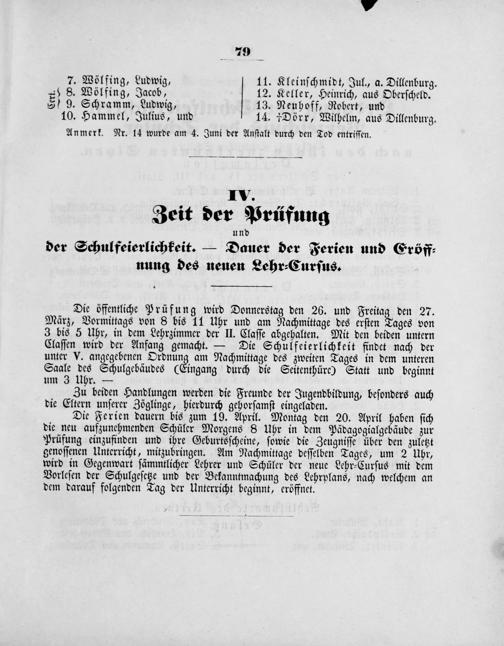 79
7. Wölfing, Ludwig,
8. Wölfing, Jacob,
9. Schramm, Ludwig,
10. Hammel, Julius, und
11. Kleinschmidt, Jul., a. Dillenburg.
12. Keller, Heinrich, aus Oberscheld.
13. Neuhoff, Robert, und
14. †Dörr, Wilhelm, aus Dillenburg.
Anmerk. Nr. 14 wurde am 4. Juni der Anstalt durch den Tod entrissen.
IV.
Zeit der Prüfung
und
der Schulfeierlichkeit. — Dauer der Ferien und Eröff-
nung des neuen Lehr-Cursus.
Die öffentliche Prüfung wird Donnerstag den 26. und Freitag den 27.
März, Vormittags von 8 bis 11 Uhr und am Nachmittage des ersten Tages von
3 bis 5 Uhr, in dem Lehrzimmer der II. Classe abgehalten. Mit den beiden untern
Classen wird der Anfang gemacht. — Die Schulfeierlichkeit findet nach der
unter V. angegebenen Ordnung am Nachmittage des zweiten Tages in dem unteren
Saale des Schulgebäudes (Eingang durch die Seitenthüre) Statt und beginnt
um 3 Uhr. —
Zu beiden Handlungen werden die Freunde der Jugendbildung, besonders auch
die Eltern unserer Zöglinge, hierdurch gehorsamst eingeladen.
Die Ferien dauern bis zum 19. April. Montag den 20. April haben sich
die neu aufzunehmenden Schüler Morgens 8 Uhr in dem Pädagogialgebäude zur
Prüfung einzufinden und ihre Geburtscheine, sowie die Zeugnisse über den zuletzt
genossenen Unterricht, mitzubringen. Am Nachmittage desselben Tages, um 2 Uhr,
wird in Gegenwart sämmtlicher Lehrer und Schüler der neue Lehr-Cursus mit dem
Vorlesen der Schulgesetze und der Bekanntmachung des Lehrplans, nach welchem an
dem darauf folgenden Tag der Unterricht beginnt, eröffnet.